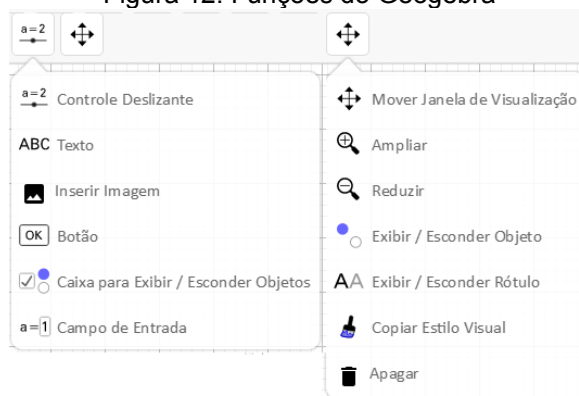 Figura 12: Funções do Geogebra
a=2
a=2 Controle Deslizante
ABC Texto
Inserir Imagem
OK Botão
Caixa para Exibir / Esconder Objetos
a=1 Campo de Entrada
Mover Janela de Visualização
Ampliar
Reduzir
Exibir / Esconder Objeto
AA Exibir / Esconder Rótulo
Copiar Estilo Visual
Apagar